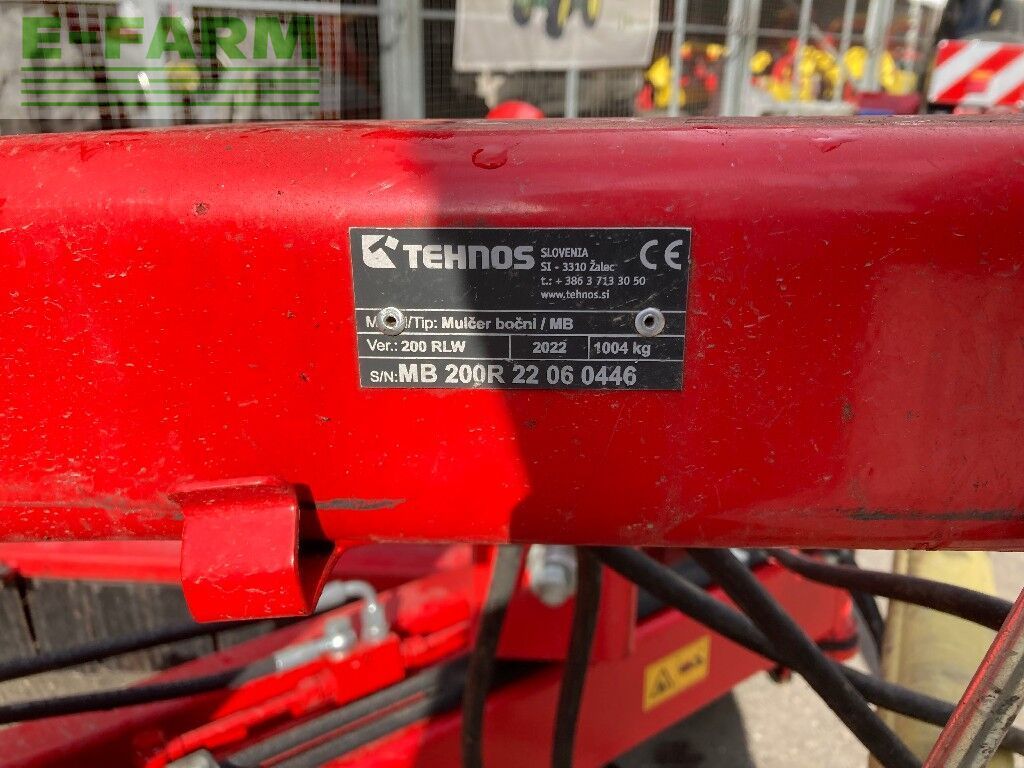 E-FARM
TEHNOS
SLOVENIA
SI - 3310 Žalec
t.: + 386 3 713 30 50
www.tehnos.si
CE
/Tip: Mulčer bočni / MB
Ver.: 200 RLW 2022 1004 kg
S/N: MB 200R 22 06 0446